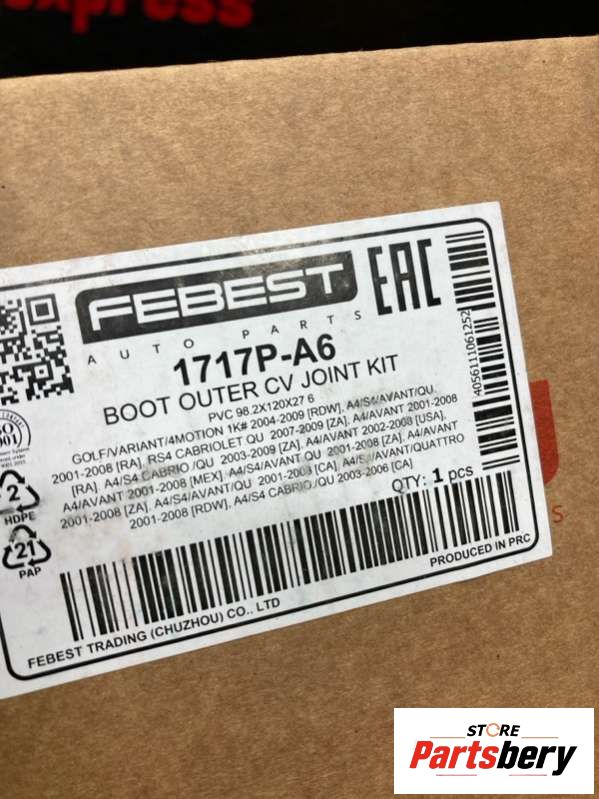 express
FEBEST
AUTO PARTS
EAC
1717P-A6
BOOT OUTER CV JOINT KIT
PVC 98.2X120X27 6
GOLF/VARIANT/4MOTION 1K# 2004-2009 [RDW], A4/S4/AVANT/QU.
2001-2008 [RA], RS4 CABRIOLET QU 2007-2009 [ZA], A4/AVANT 2001-2008
[RA], A4/S4 CABRIO./QU 2003-2009 [ZA], A4/AVANT 2002-2008 [USA],
A4/AVANT 2001-2008 [MEX], A4/S4/AVANT QU 2001-2008 [ZA], A4/AVANT
2001-2008 [ZA], A4/S4/AVANT/QU 2001-2008 [CA], A4/S./AVANT/QUATTRO
2001-2008 [RDW], A4/S4 CABRIO./QU 2003-2006 [CA]
QTY: 1 pcs
4056111061252
ISO
9001
2
HDPE
21
PAP
PRODUCED IN PRC
FEBEST TRADING (CHUZHOU) CO., LTD
S
STORE
Partsbery